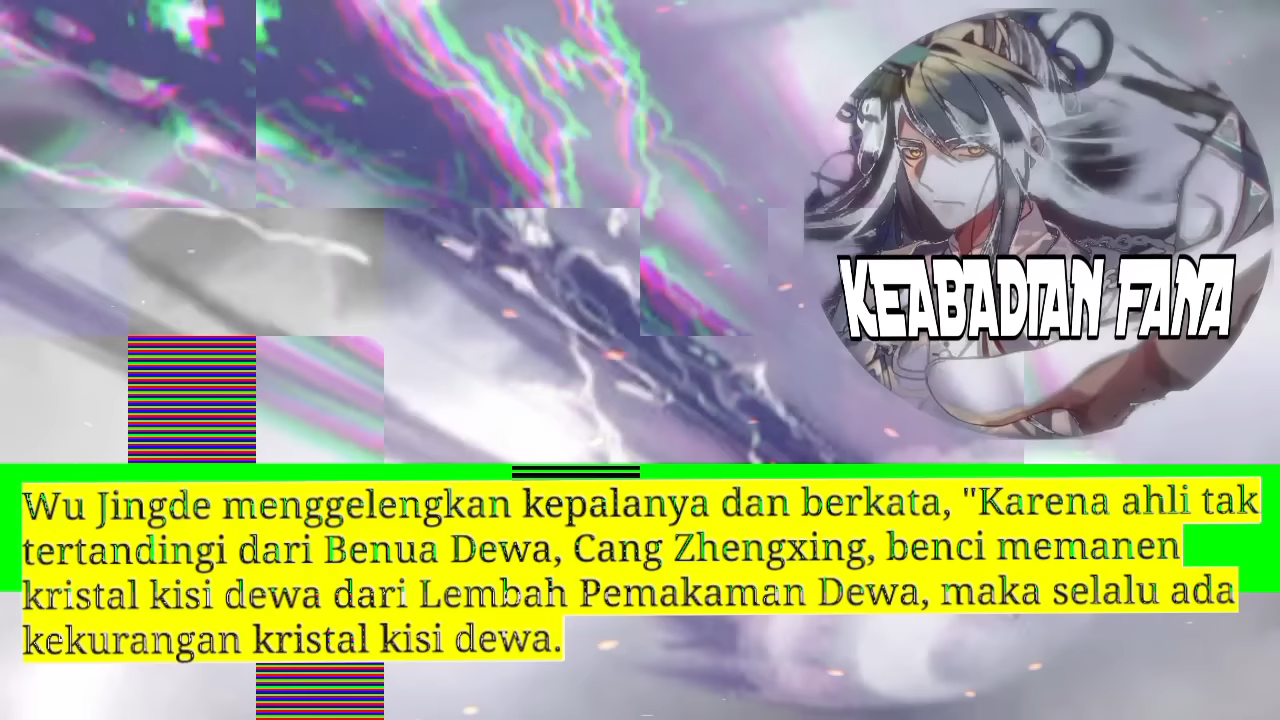 KEABADIAN FANA
Wu Jingde menggelengkan kepalanya dan berkata, "Karena ahli tak
tertandingi dari Benua Dewa, Cang Zhengxing, benci memanen
kristal kisi dewa dari Lembah Pemakaman Dewa, maka selalu ada
kekurangan kristal kisi dewa.